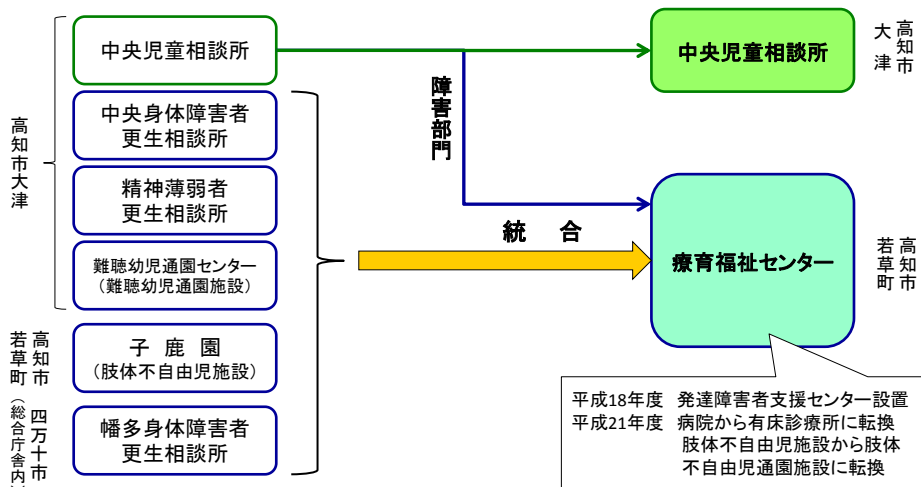 中央児童相談所
中央身体障害者
更生相談所
精神薄弱者
更生相談所
難聴幼児通園センター
(難聴幼児通園施設)
子 鹿 園
(肢体不自由児施設)
幡多身体障害者
更生相談所
高知市大津
高知市
若草町
四万十市
(総合庁舎内)
障害部門
統 合
中央児童相談所
高知市
大津
療育福祉センター
高知市
若草町
平成18年度 発達障害者支援センター設置
平成21年度 病院から有床診療所に転換
肢体不自由児施設から肢体
不自由児通園施設に転換